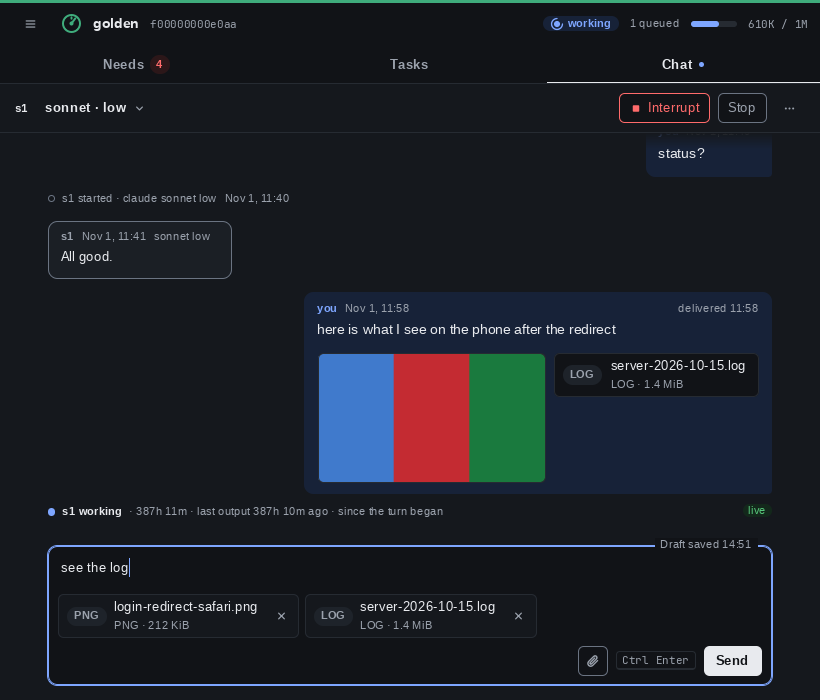 golden f00000000e0aa working 1 queued 610K / 1M
Needs 4 Tasks Chat
s1 sonnet · low Interrupt Stop ···
status?
s1 started · claude sonnet low Nov 1, 11:40
s1 Nov 1, 11:41 sonnet low
All good.
you Nov 1, 11:58 delivered 11:58
here is what I see on the phone after the redirect
LOG server-2026-10-15.log
LOG · 1.4 MiB
s1 working · 387h 11m · last output 387h 10m ago · since the turn began live
Draft saved 14:51
see the log
PNG login-redirect-safari.png ×
PNG · 212 KiB
LOG server-2026-10-15.log ×
LOG · 1.4 MiB
Ctrl Enter Send